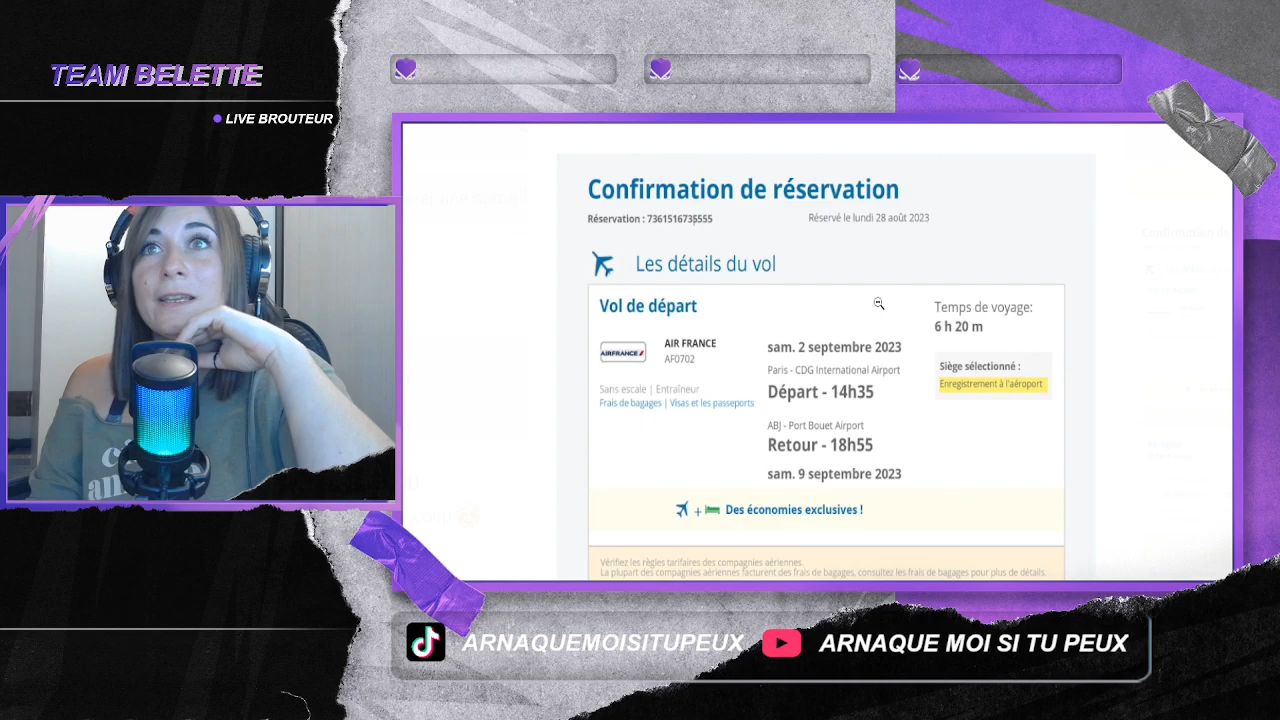 TEAM BELETTE
LIVE BROUTEUR
Confirmation de réservation
Réservation : 7361516735555
Réservé le lundi 28 août 2023
Les détails du vol
Vol de départ
AIRFRANCE
AIR FRANCE
AF0702
Sans escale | Entraîneur
Frais de bagages | Visas et les passeports
sam. 2 septembre 2023
Paris - CDG International Airport
Départ - 14h35
ABJ - Port Bouet Airport
Retour - 18h55
sam. 9 septembre 2023
Temps de voyage:
6 h 20 m
Siège sélectionné :
Enregistrement à l'aéroport
+ Des économies exclusives !
Vérifiez les règles tarifaires des compagnies aériennes.
La plupart des compagnies aériennes facturent des frais de bagages, consultez les frais de bagages pour plus de détails.
ARNAQUEMOISITUPEUX
ARNAQUE MOI SI TU PEUX